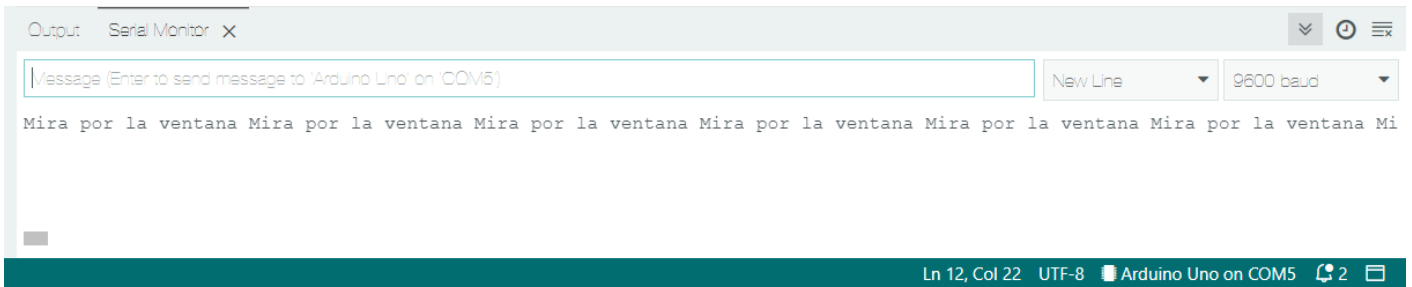 Output Serial Monitor
Message (Enter to send message to 'Arduino Uno' on 'COM5') New Line 9600 baud
Mira por la ventana Mira por la ventana Mira por la ventana Mira por la ventana Mira por la ventana Mira por la ventana Mi
Ln 12, Col 22 UTF-8 Arduino Uno on COM5 2